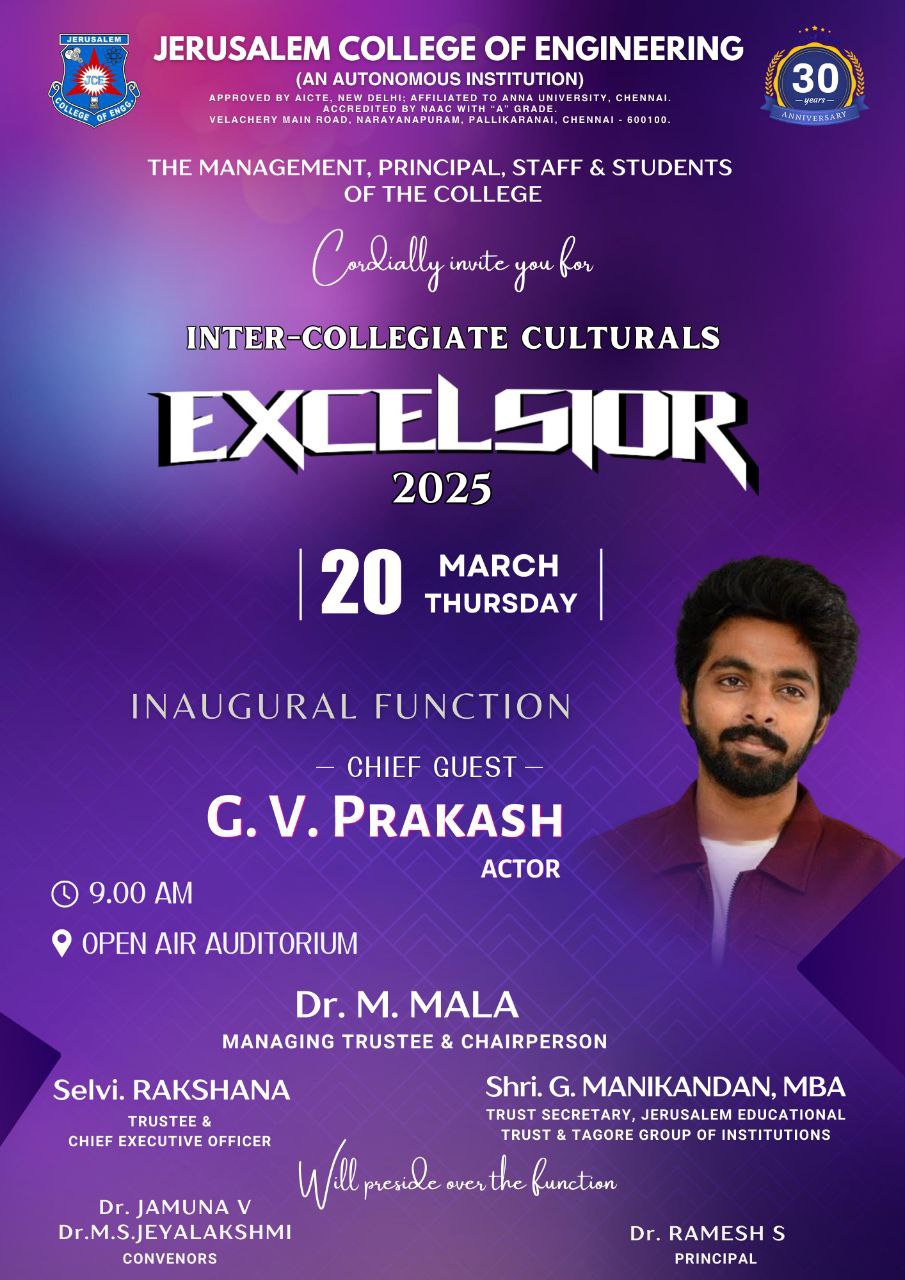 JERUSALEM
JCE
COLLEGE OF ENGG.
JERUSALEM COLLEGE OF ENGINEERING
(AN AUTONOMOUS INSTITUTION)
APPROVED BY AICTE, NEW DELHI; AFFILIATED TO ANNA UNIVERSITY, CHENNAI.
ACCREDITED BY NAAC WITH "A" GRADE.
VELACHERY MAIN ROAD, NARAYANAPURAM, PALLIKARANAI, CHENNAI - 600100.
30
years
ANNIVERSARY
THE MANAGEMENT, PRINCIPAL, STAFF & STUDENTS
OF THE COLLEGE
Cordially invite you for
INTER-COLLEGIATE CULTURALS
EXCELSIOR
2025
20 MARCH
THURSDAY
INAUGURAL FUNCTION
— CHIEF GUEST —
G. V. PRAKASH
ACTOR
9.00 AM
OPEN AIR AUDITORIUM
Dr. M. MALA
MANAGING TRUSTEE & CHAIRPERSON
Selvi. RAKSHANA
TRUSTEE &
CHIEF EXECUTIVE OFFICER
Shri. G. MANIKANDAN, MBA
TRUST SECRETARY, JERUSALEM EDUCATIONAL
TRUST & TAGORE GROUP OF INSTITUTIONS
Will preside over the function
Dr. JAMUNA V
Dr.M.S.JEYALAKSHMI
CONVENORS
Dr. RAMESH S
PRINCIPAL